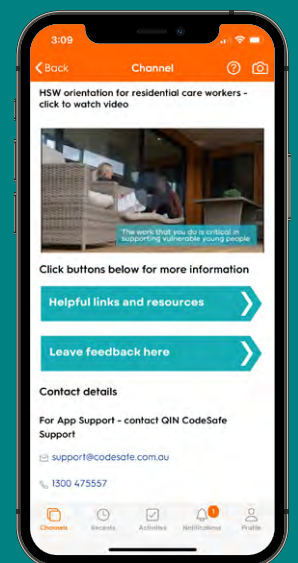 3:09
Back
Channel
HSW orientation for residential care workers -
click to watch video
The work that you do is critical in
supporting vulnerable young people
Click buttons below for more information
Helpful links and resources
Leave feedback here
Contact details
For App Support - contact QIN CodeSafe
Support
support@codesafe.com.au
1300 475557
1
Channels
Recents
Activities
Notifications
Profile